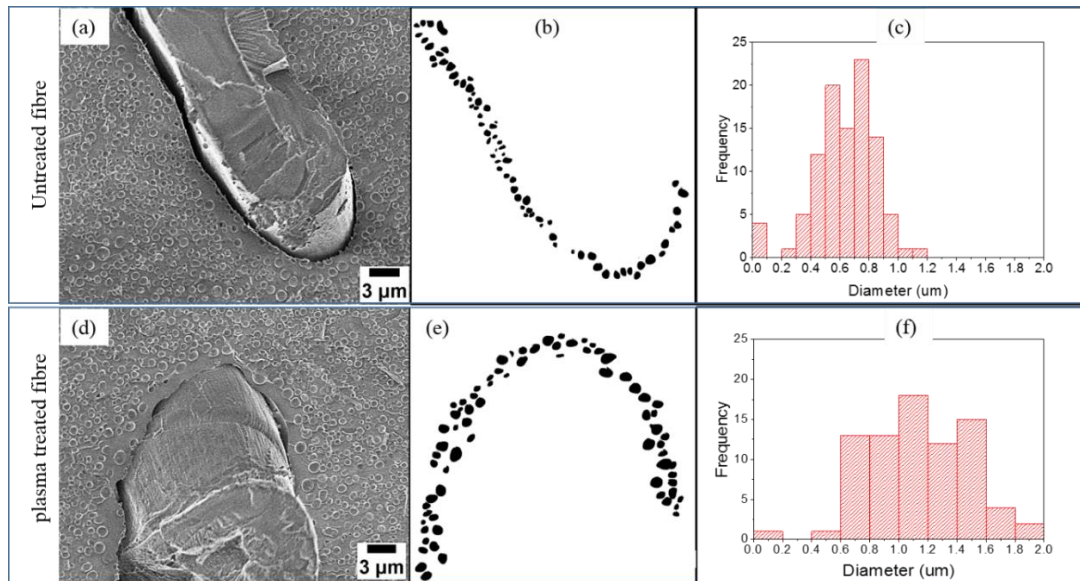 Untreated fibre
(a)
3 μm
(b)
(c)
25
20
15
10
5
0
Frequency
0.0 0.2 0.4 0.6 0.8 1.0 1.2 1.4 1.6 1.8 2.0
Diameter (um)
plasma treated fibre
(d)
3 μm
(e)
(f)
25
20
15
10
5
0
Frequency
0.0 0.2 0.4 0.6 0.8 1.0 1.2 1.4 1.6 1.8 2.0
Diameter (um)